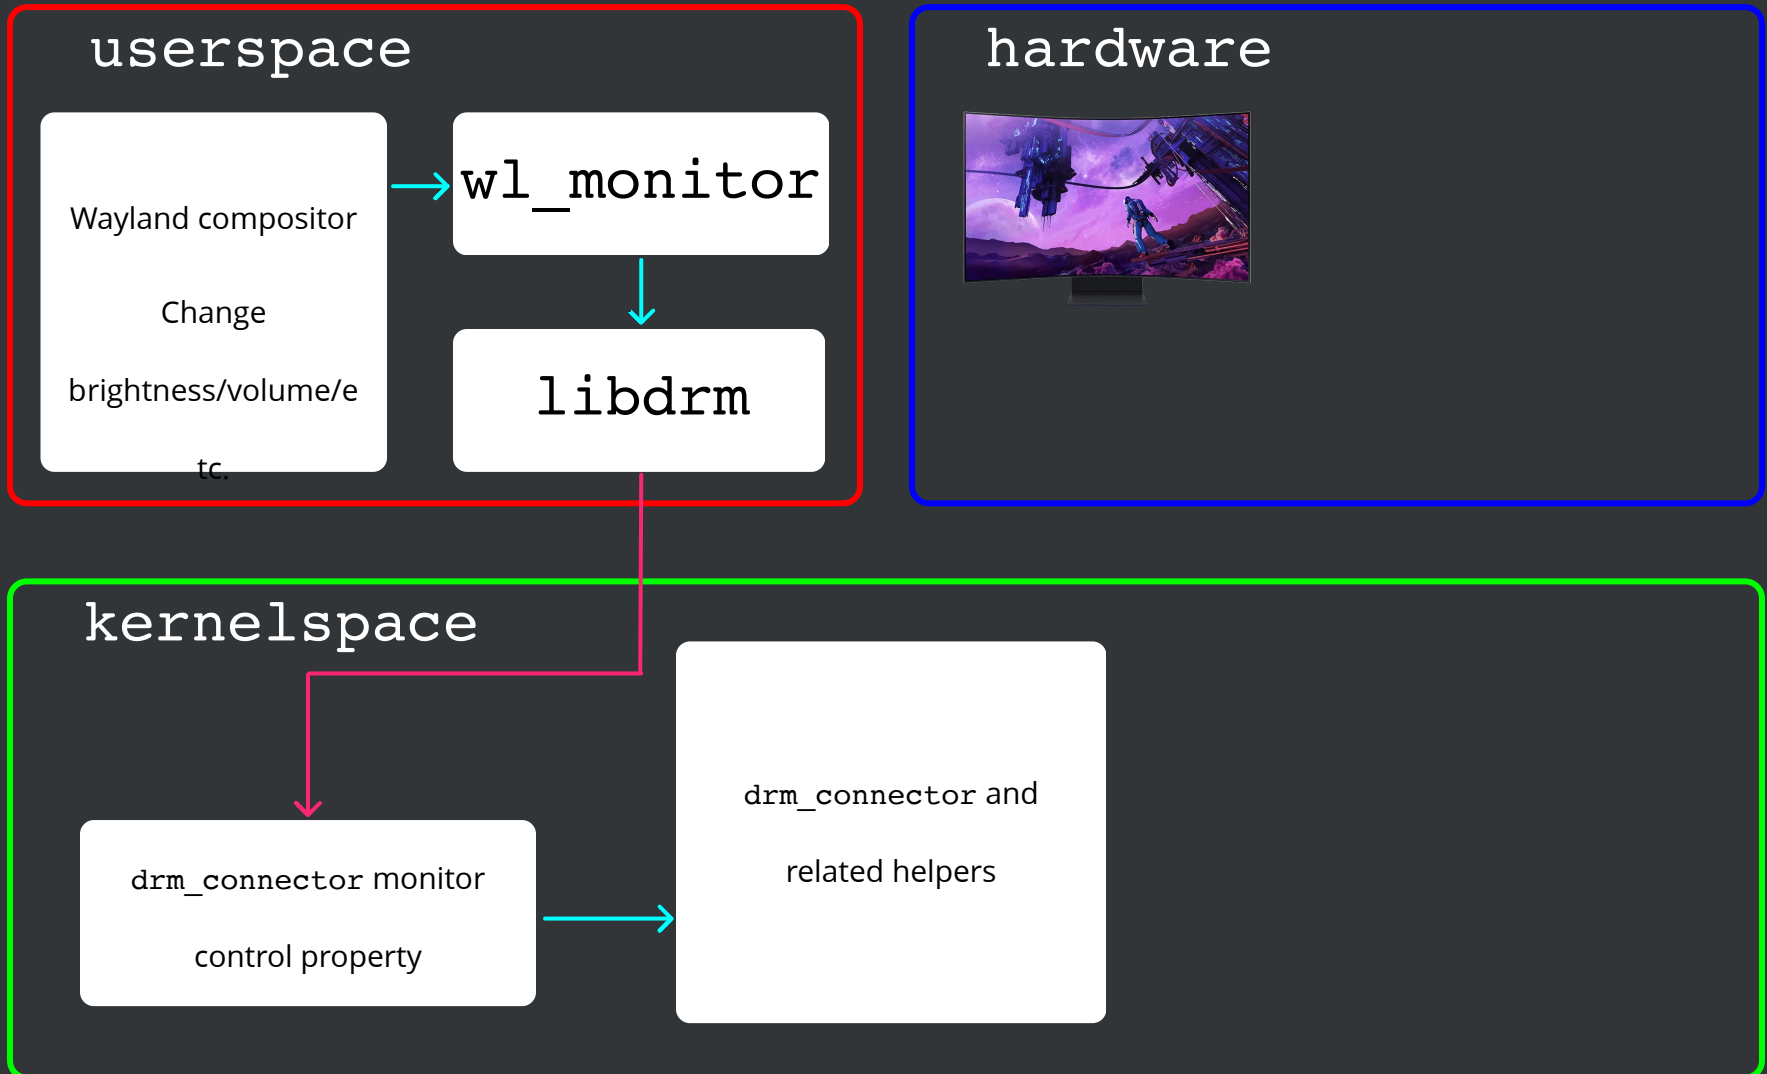 userspace
hardware
wl_monitor
Wayland compositor
Change
brightness/volume/e
tc.
libdrm
kernelspace
drm_connector and
related helpers
drm_connector monitor
control property